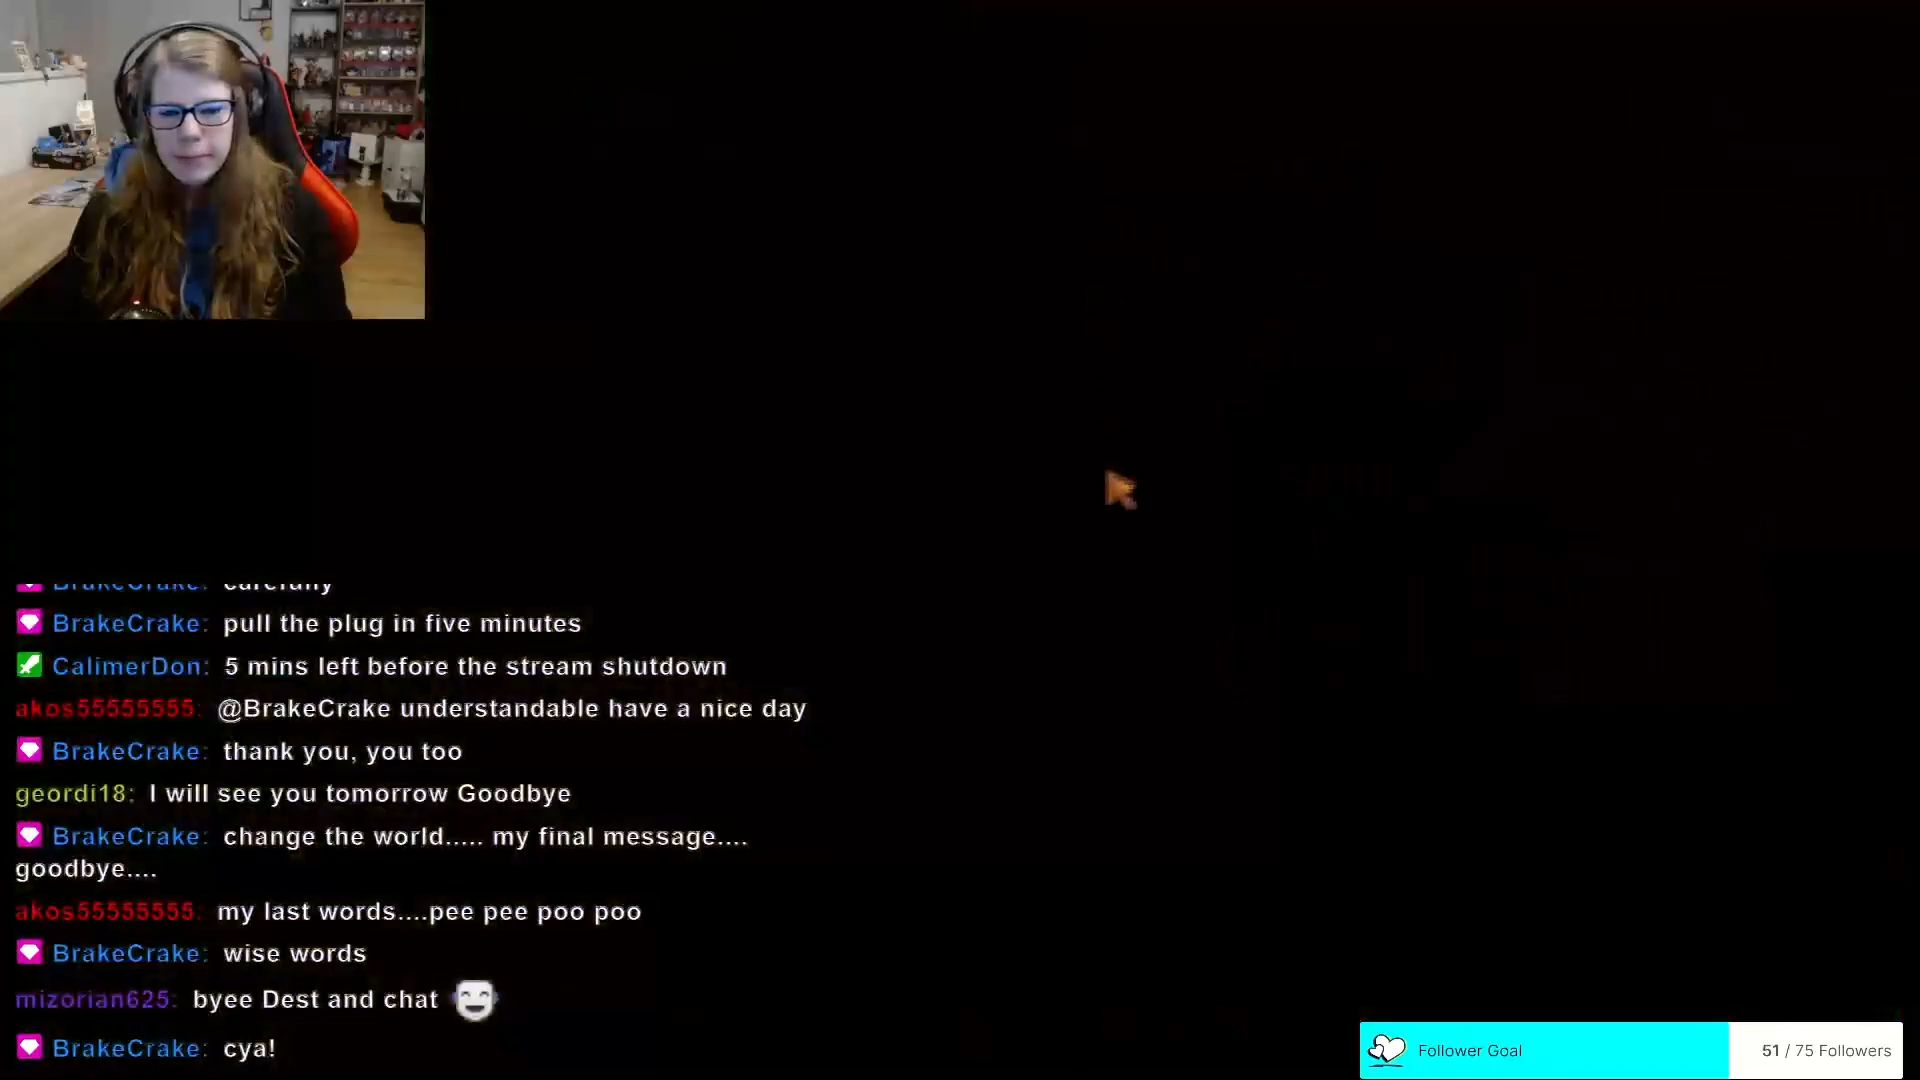 BrakeCrake: carefully
BrakeCrake: pull the plug in five minutes
CalimerDon: 5 mins left before the stream shutdown
akos55555555: @BrakeCrake understandable have a nice day
BrakeCrake: thank you, you too
geordi18: I will see you tomorrow Goodbye
BrakeCrake: change the world..... my final message....
goodbye....
akos55555555: my last words....pee pee poo poo
BrakeCrake: wise words
mizorian625: byee Dest and chat
BrakeCrake: cya!
Follower Goal 51 / 75 Followers